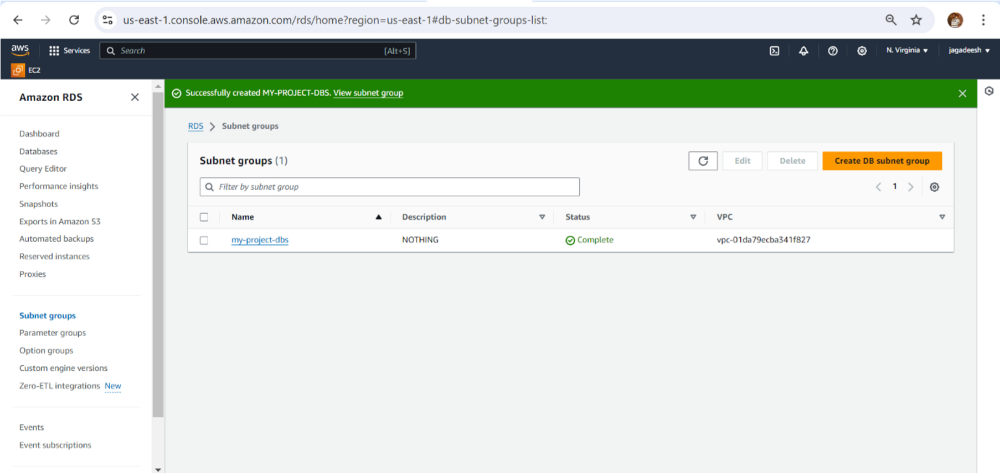 us-east-1.console.aws.amazon.com/rds/home?region=us-east-1#db-subnet-groups-list:
aws Services Search [Alt+S] N. Virginia jagadeesh
EC2
Amazon RDS
Dashboard
Databases
Query Editor
Performance insights
Snapshots
Exports in Amazon S3
Automated backups
Reserved instances
Proxies
Subnet groups
Parameter groups
Option groups
Custom engine versions
Zero-ETL integrations New
Events
Event subscriptions
Successfully created MY-PROJECT-DBS. View subnet group
RDS Subnet groups
Subnet groups (1) Edit Delete Create DB subnet group
Filter by subnet group 1
Name Description Status VPC
my-project-dbs NOTHING Complete vpc-01da79ecba341f827